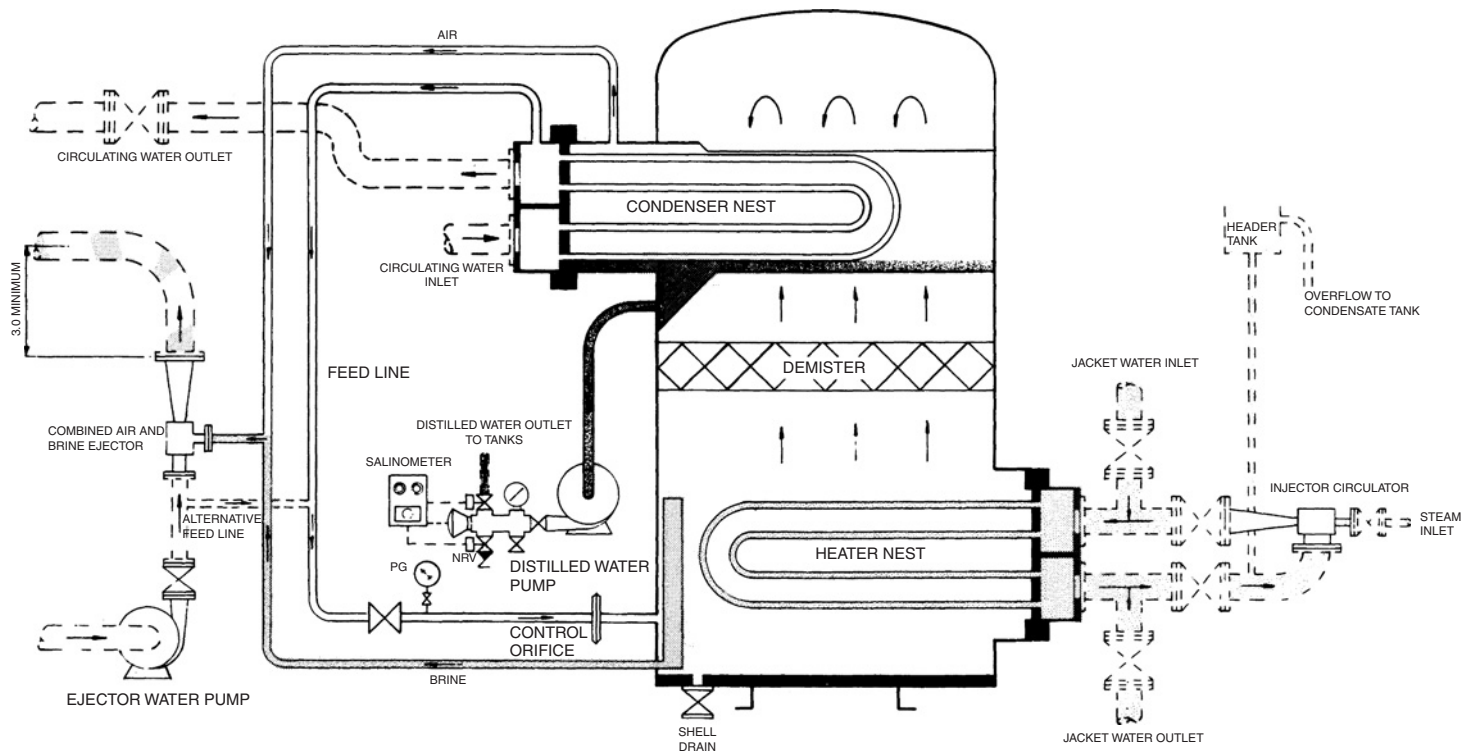 AIR
CIRCULATING WATER OUTLET
CONDENSER NEST
CIRCULATING WATER
INLET
HEADER
TANK
OVERFLOW TO
CONDENSATE TANK
3.0 MINIMUM
FEED LINE
DEMISTER
JACKET WATER INLET
COMBINED AIR AND
BRINE EJECTOR
DISTILLED WATER OUTLET
TO TANKS
SALINOMETER
INJECTOR CIRCULATOR
STEAM
INLET
ALTERNATIVE
FEED LINE
HEATER NEST
NRV
PG
DISTILLED WATER
PUMP
CONTROL
ORIFICE
BRINE
EJECTOR WATER PUMP
SHELL
DRAIN
JACKET WATER OUTLET